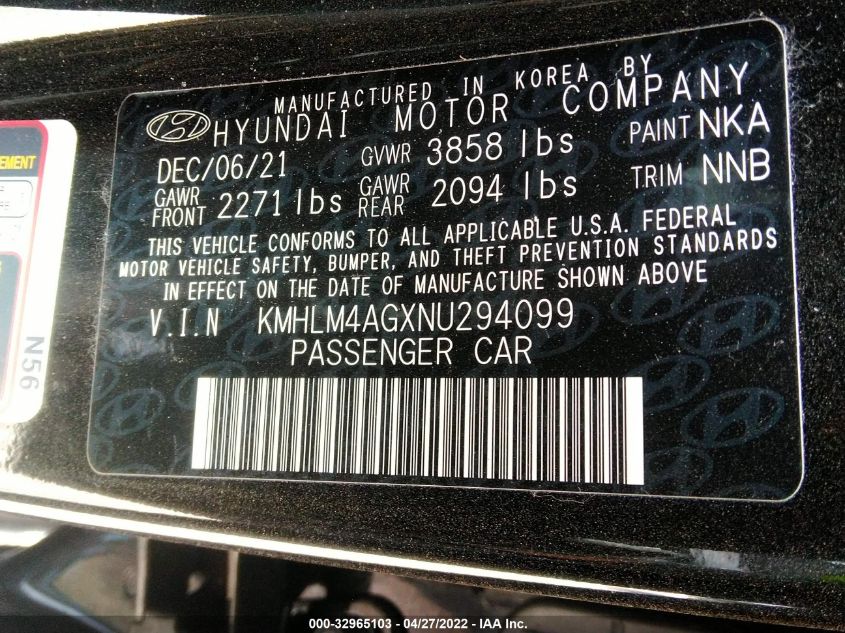 MANUFACTURED IN KOREA BY
HYUNDAI MOTOR COMPANY
DEC/06/21 GVWR 3858 lbs PAINT NKA
GAWR FRONT 2271 lbs GAWR REAR 2094 lbs TRIM NNB
THIS VEHICLE CONFORMS TO ALL APPLICABLE U.S.A. FEDERAL
MOTOR VEHICLE SAFETY, BUMPER, AND THEFT PREVENTION STANDARDS
IN EFFECT ON THE DATE OF MANUFACTURE SHOWN ABOVE
V.I.N KMHLM4AGXNU294099
PASSENGER CAR
N56
000-32965103 - 04/27/2022 - IAA Inc.